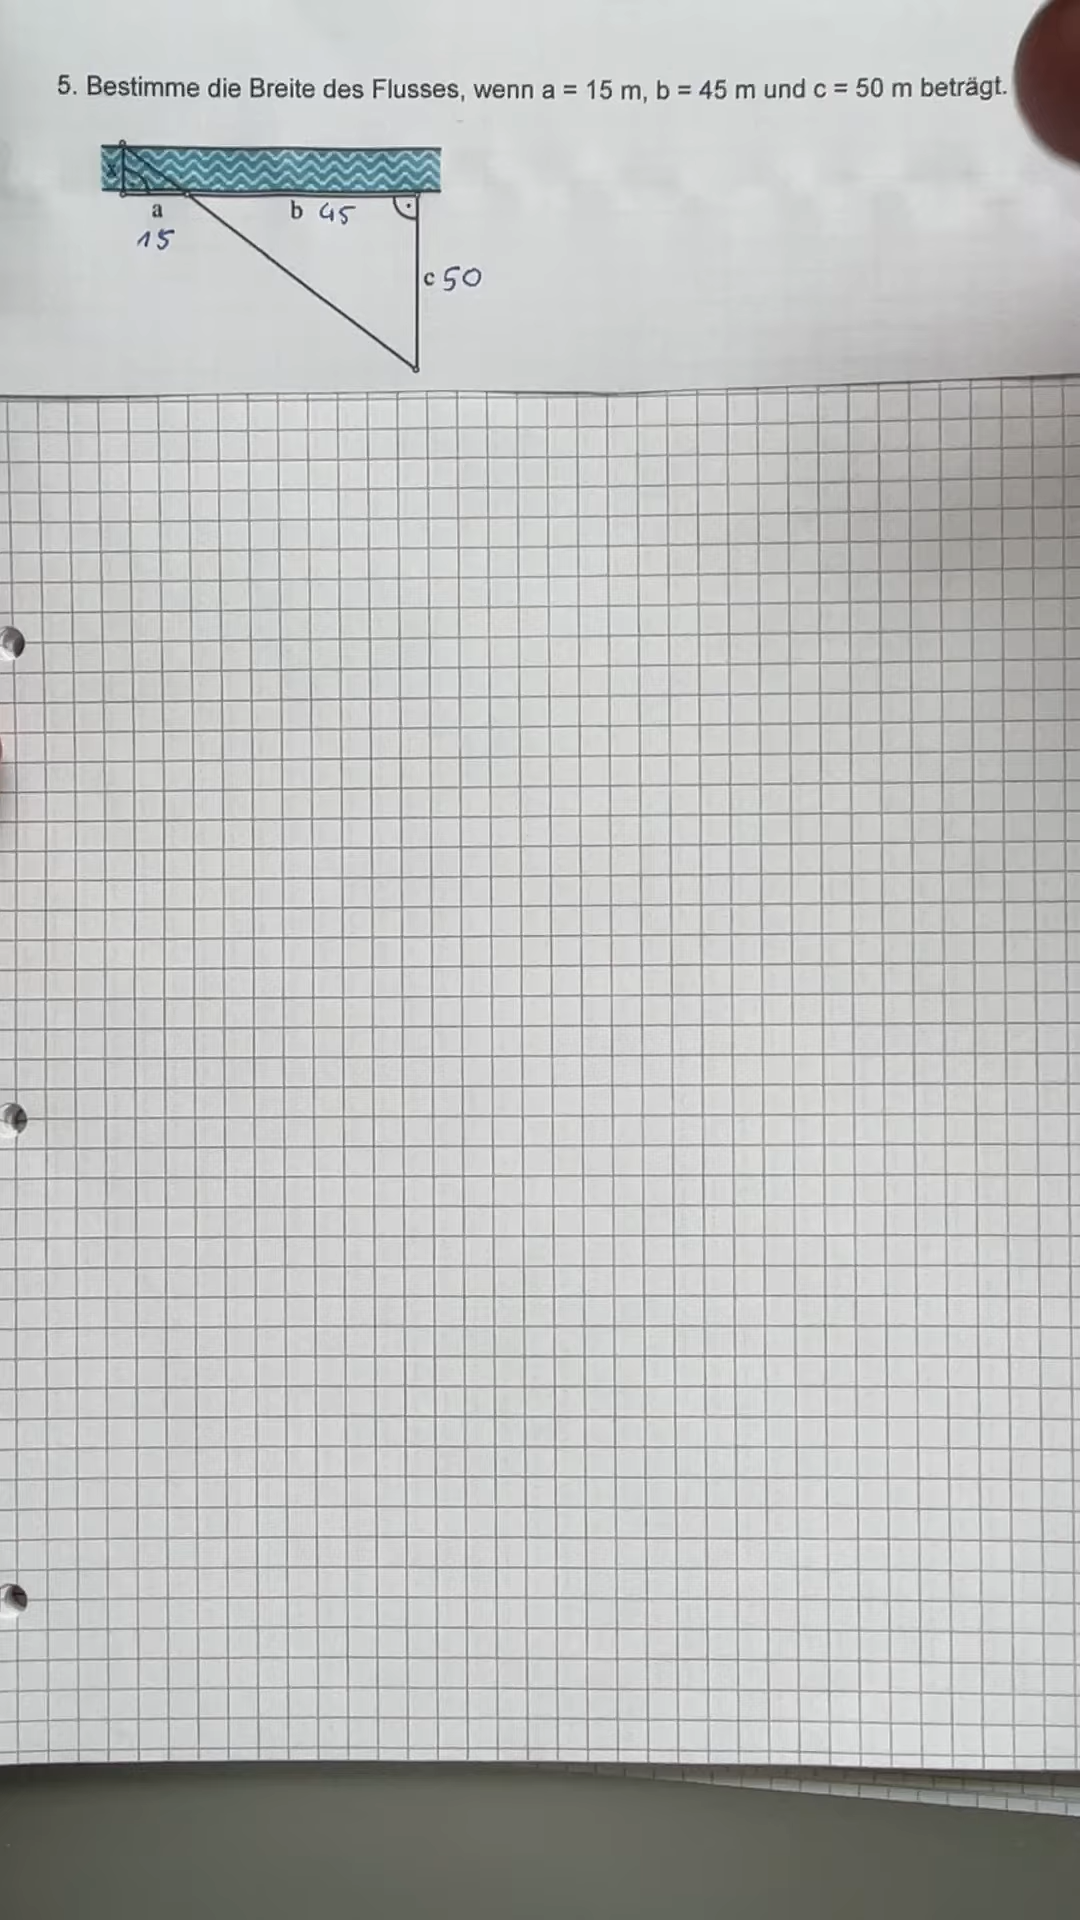 5. Bestimme die Breite des Flusses, wenn a = 15 m, b = 45 m und c = 50 m beträgt.
x
a
b 45
15
c 50